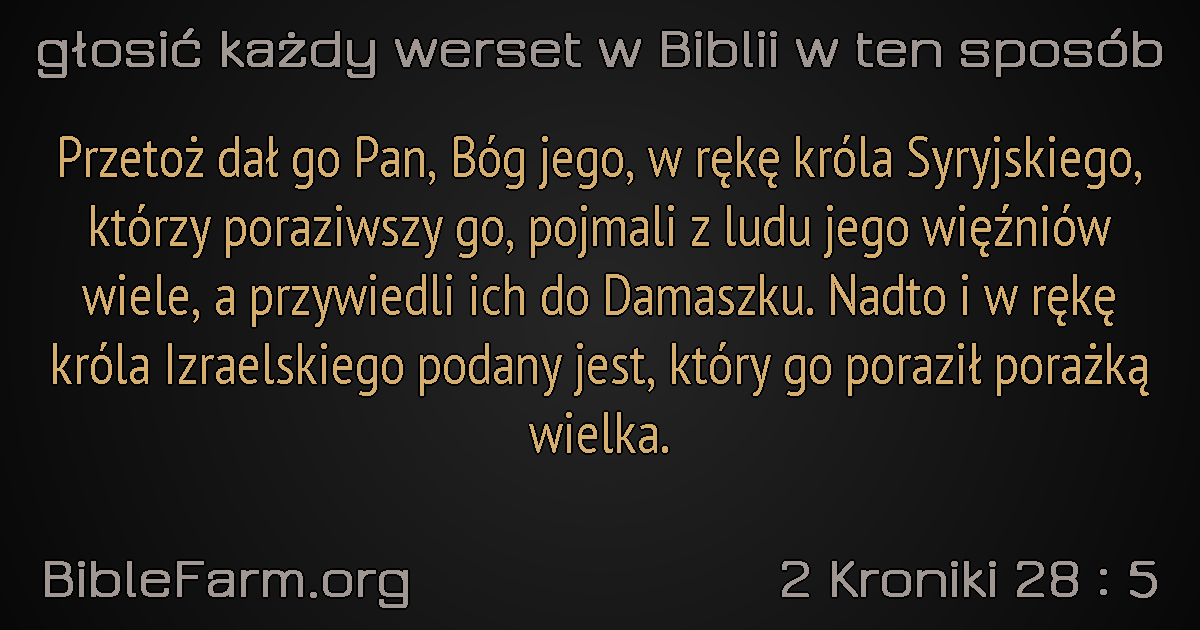 głosić każdy werset w Biblii w ten sposób
Przetoż dał go Pan, Bóg jego, w rękę króla Syryjskiego,
którzy poraziwszy go, pojmali z ludu jego więźniów
wiele, a przywiedli ich do Damaszku. Nadto i w rękę
króla Izraelskiego podany jest, który go poraził porażką
wielka.
BibleFarm.org
2 Kroniki 28 : 5